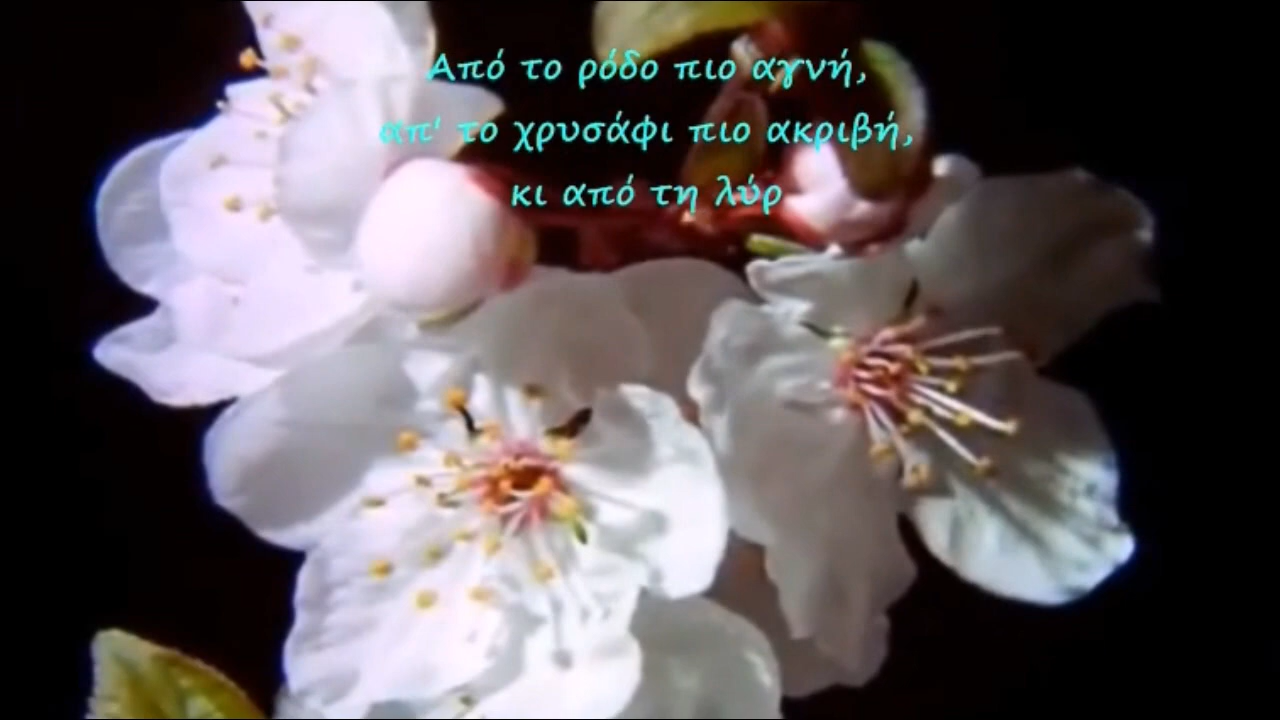 Από το ρόδο πιο αγνή,
απ' το χρυσάφι πιο ακριβή,
κι από τη λύρ